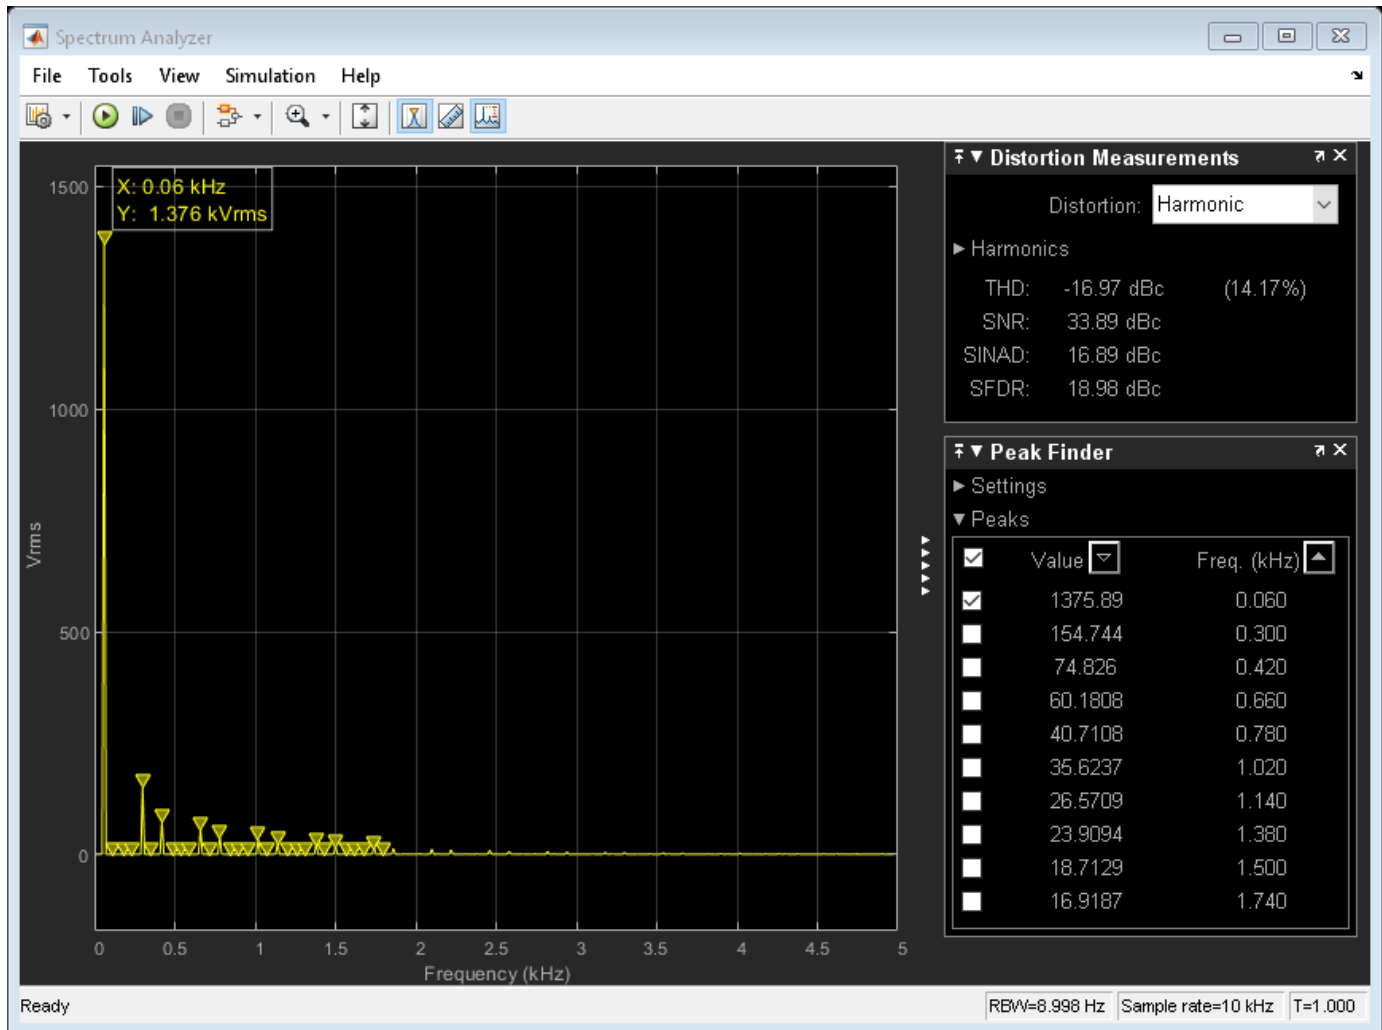 Spectrum Analyzer
File Tools View Simulation Help
X: 0.06 kHz
Y: 1.376 kVrms
1500
1000
500
0
Vrms
0 0.5 1 1.5 2 2.5 3 3.5 4 4.5 5
Frequency (kHz)
Distortion Measurements
Distortion: Harmonic
Harmonics
THD: -16.97 dBc (14.17%)
SNR: 33.89 dBc
SINAD: 16.89 dBc
SFDR: 18.98 dBc
Peak Finder
Settings
Peaks
Value Freq. (kHz)
1375.89 0.060
154.744 0.300
74.826 0.420
60.1808 0.660
40.7108 0.780
35.6237 1.020
26.5709 1.140
23.9094 1.380
18.7129 1.500
16.9187 1.740
Ready RBW=8.998 Hz Sample rate=10 kHz T=1.000